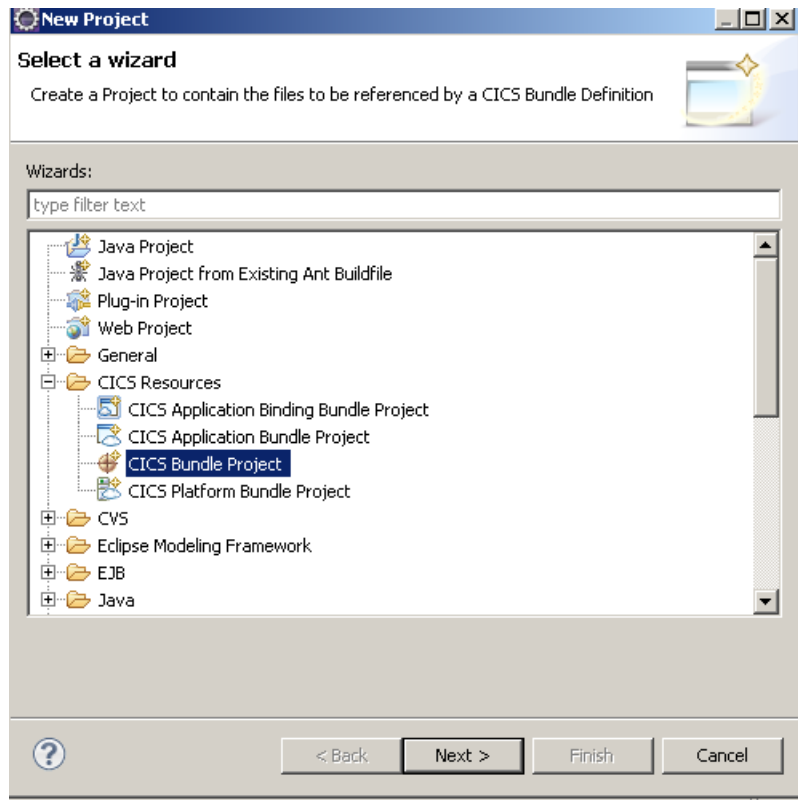 New Project
Select a wizard
Create a Project to contain the files to be referenced by a CICS Bundle Definition
Wizards:
type filter text
Java Project
Java Project from Existing Ant Buildfile
Plug-in Project
Web Project
General
CICS Resources
CICS Application Binding Bundle Project
CICS Application Bundle Project
CICS Bundle Project
CICS Platform Bundle Project
CVS
Eclipse Modeling Framework
EJB
Java
? < Back Next > Finish Cancel